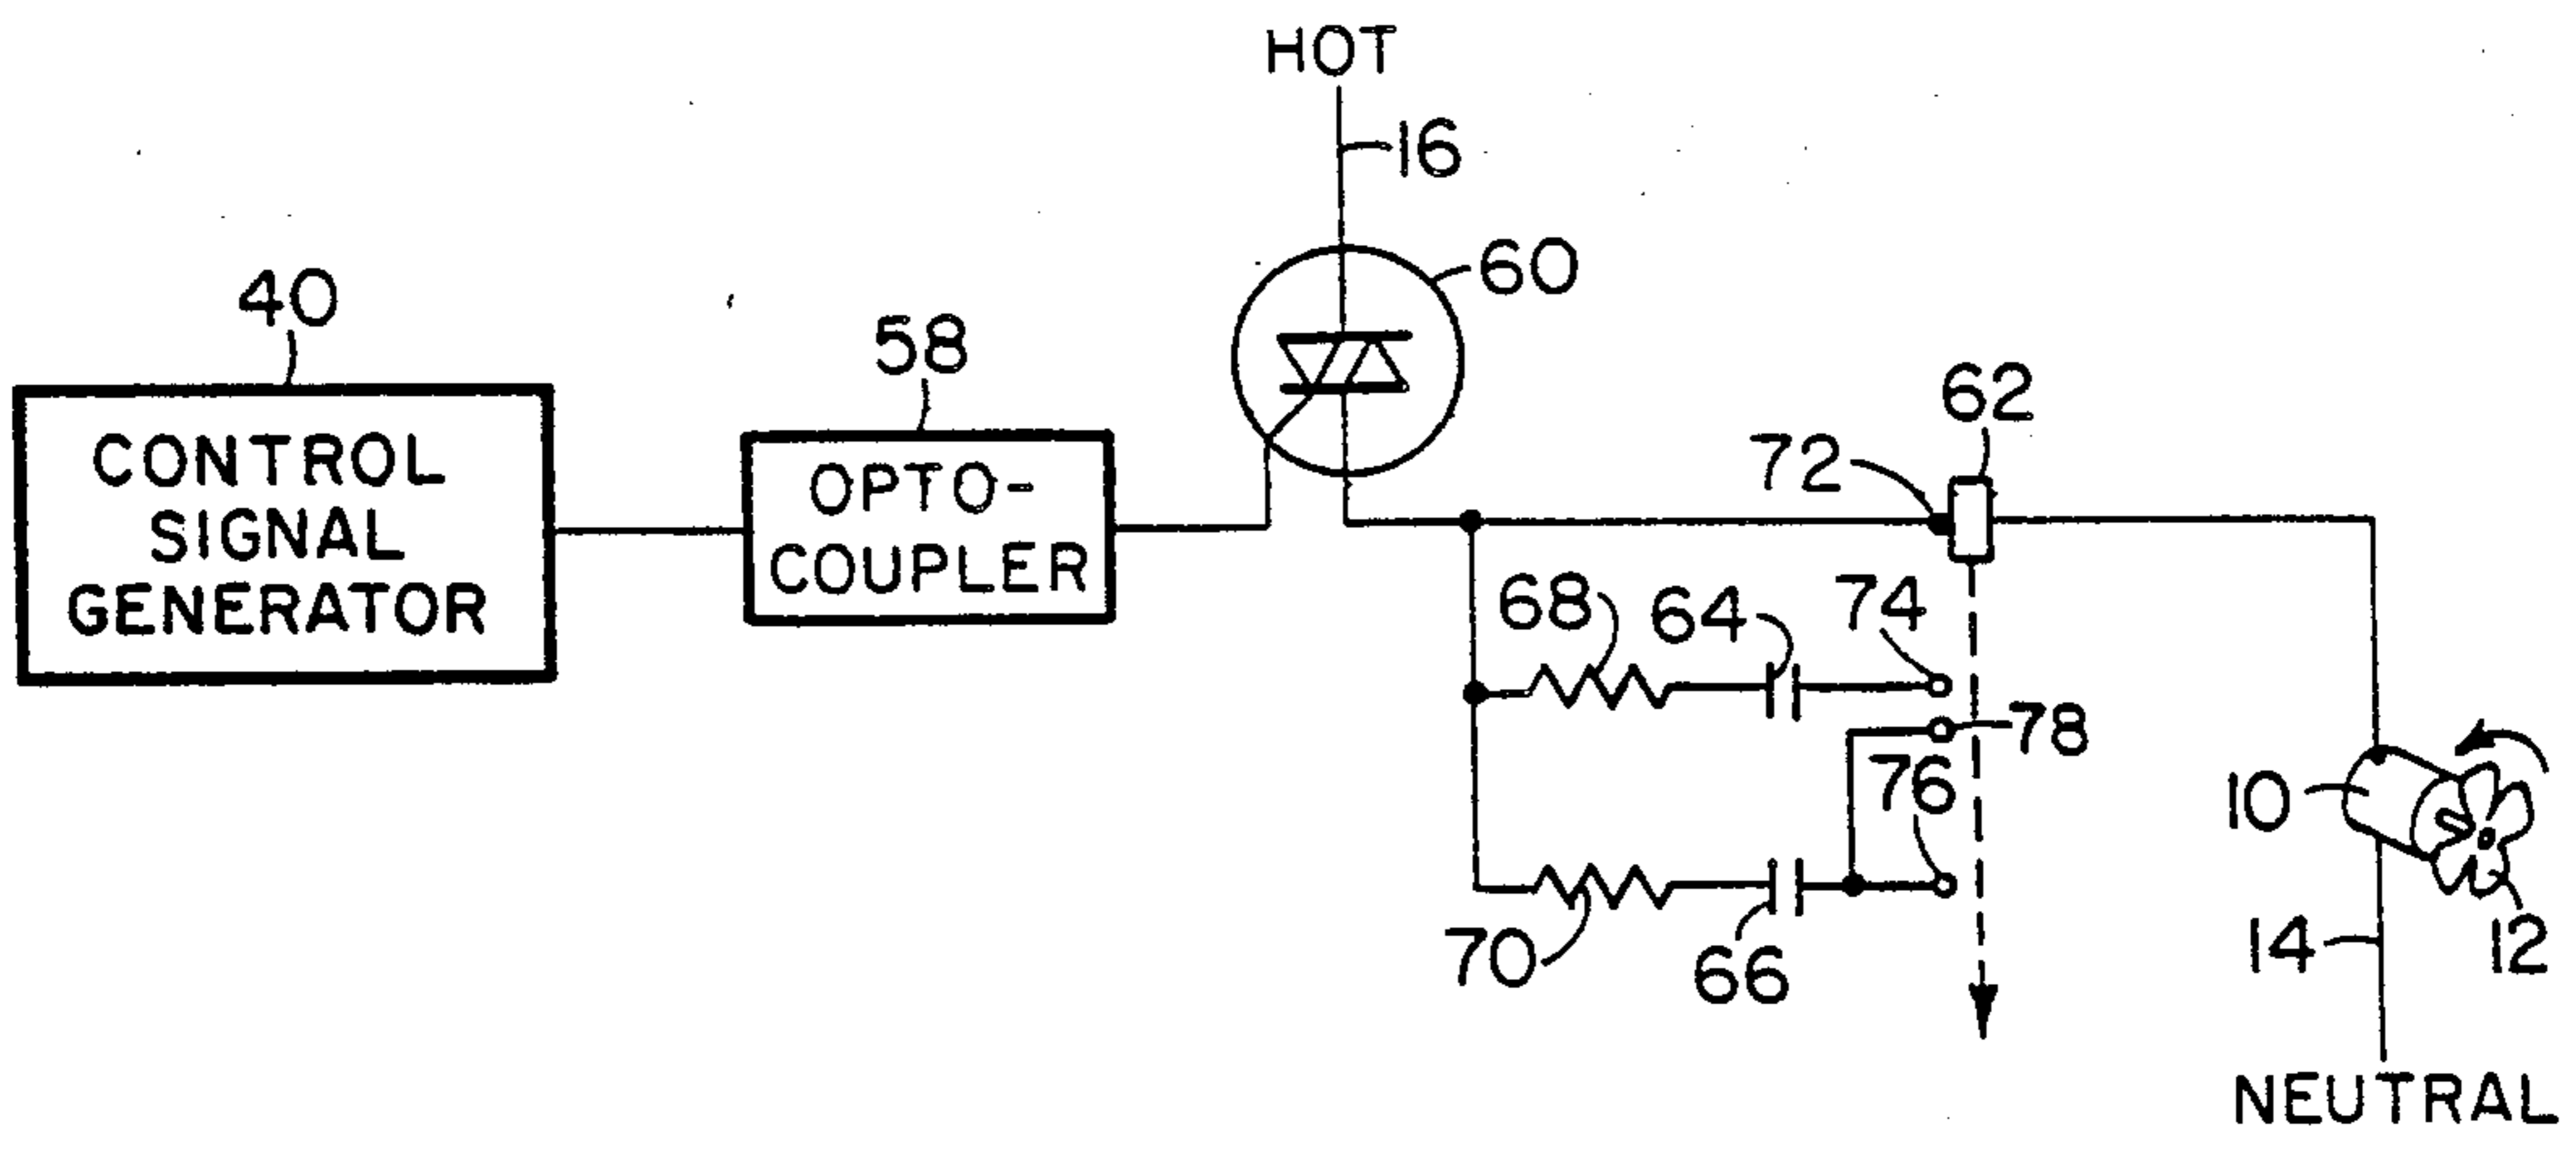 HOT
16
60
40
58
62
72
CONTROL
SIGNAL
GENERATOR
OPTO-
COUPLER
68
64
74
78
76
10
70
66
14
12
NEUTRAL